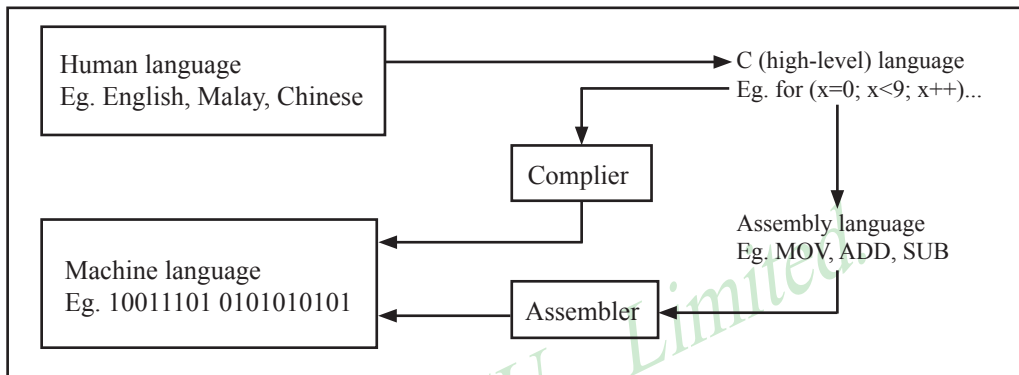 Human language
Eg. English, Malay, Chinese
C (high-level) language
Eg. for (x=0; x<9; x++)...
Complier
Assembly language
Eg. MOV, ADD, SUB
Machine language
Eg. 10011101 0101010101
Assembler
Limited.